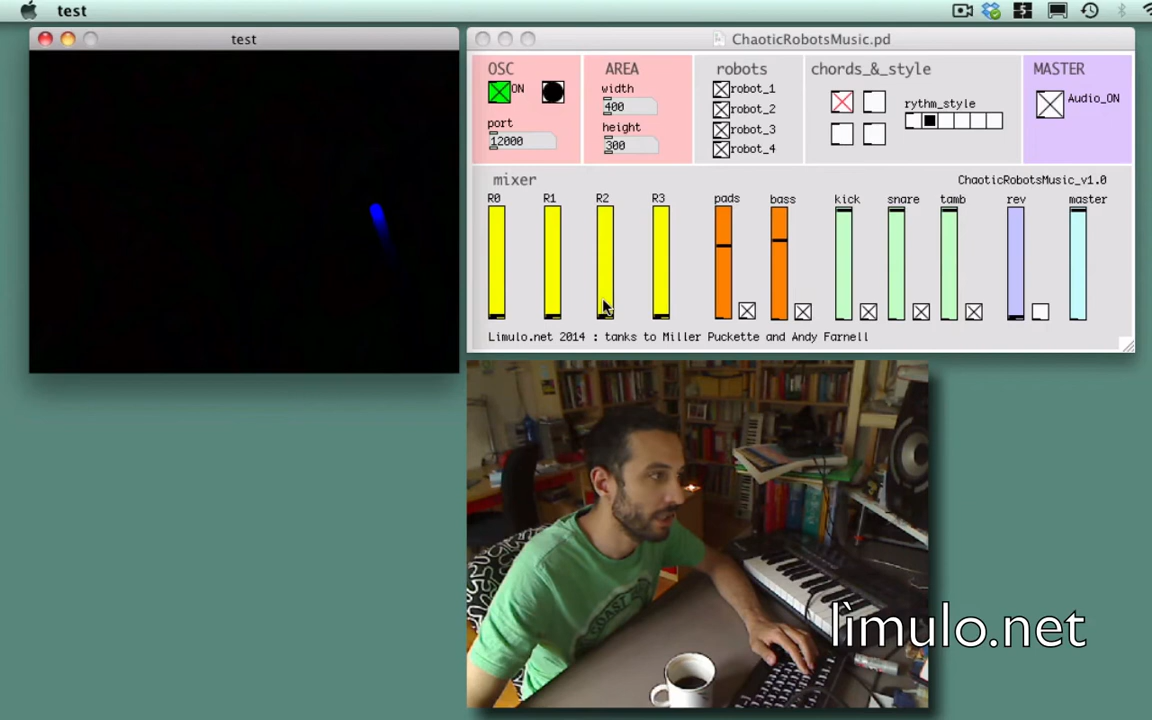 test
test
ChaoticRobotsMusic.pd
OSC
ON
port
12000
AREA
width
400
height
300
robots
robot_1
robot_2
robot_3
robot_4
chords_&_style
rythm_style
MASTER
Audio_ON
mixer
ChaoticRobotsMusic_v1.0
R0 R1 R2 R3 pads bass kick snare tamb rev master
Limulo.net 2014 : tanks to Miller Puckette and Andy Farnell
lìmulo.net